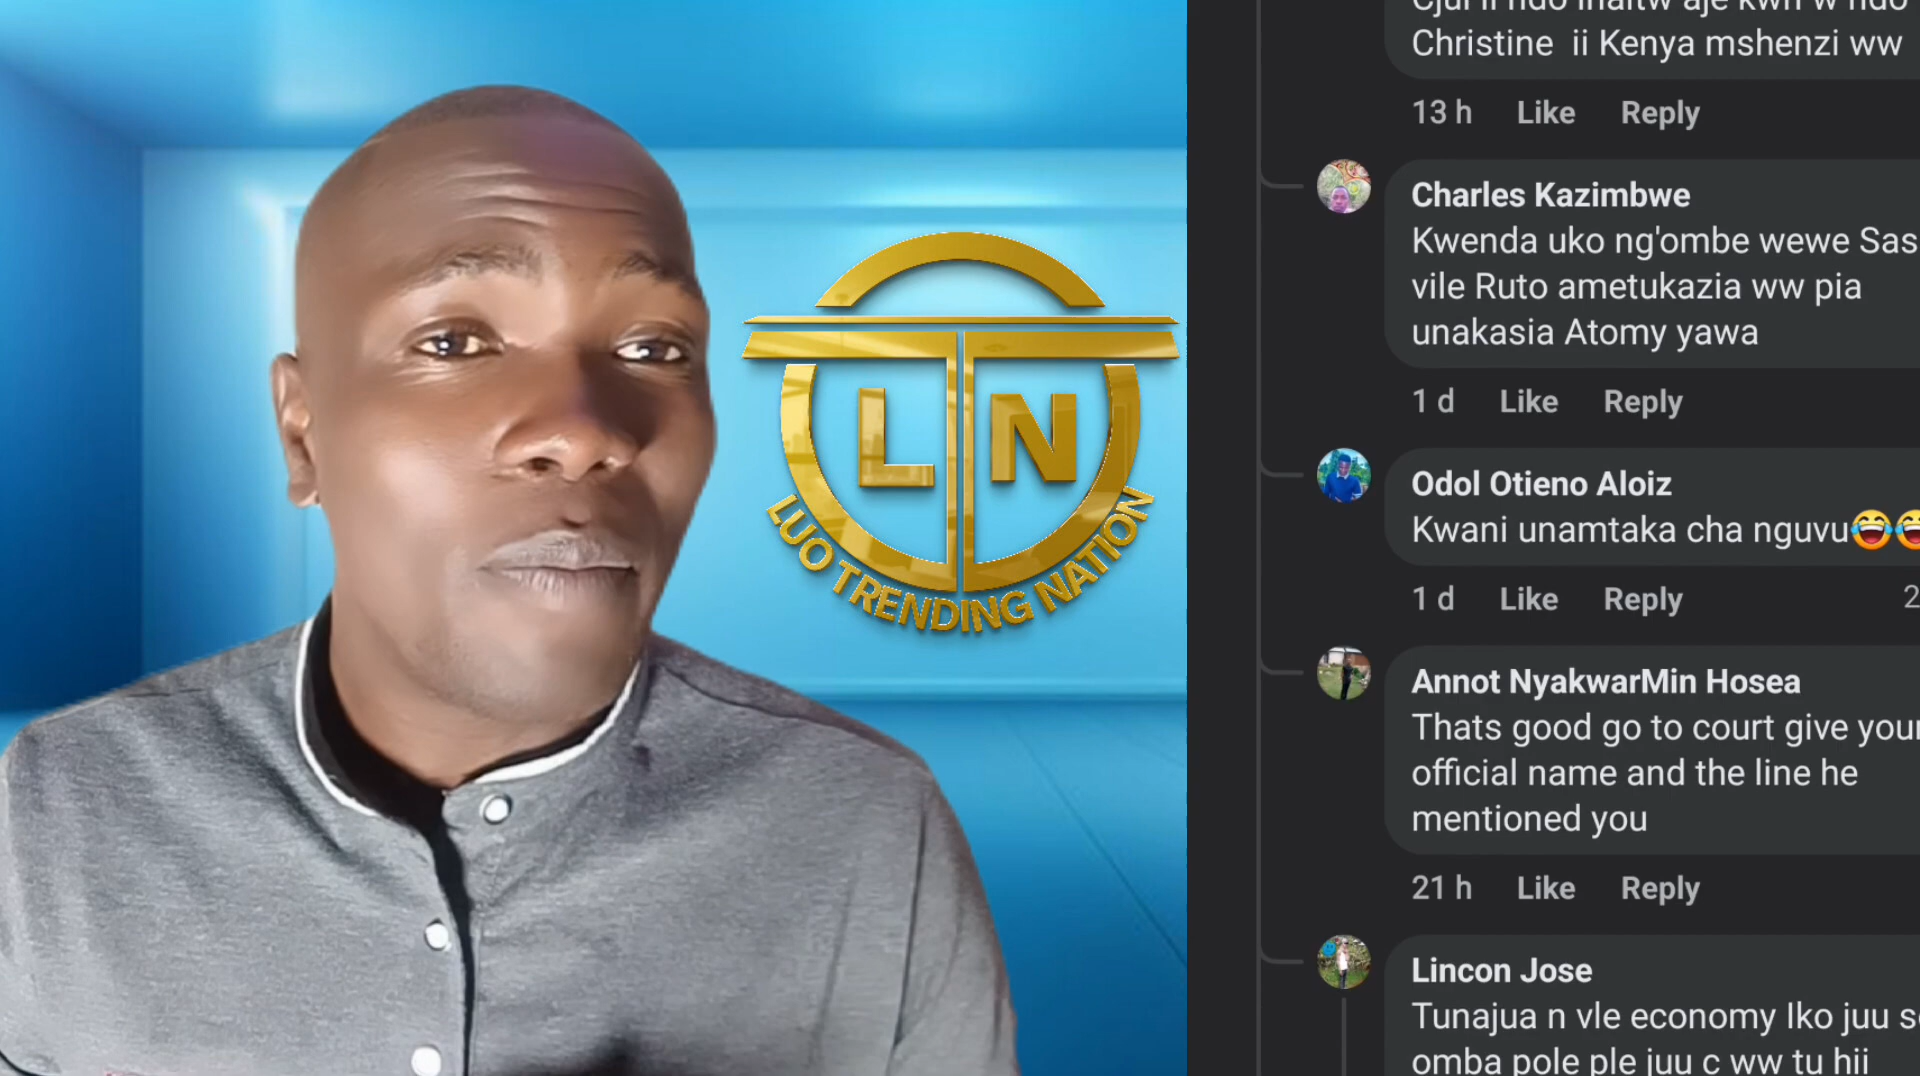 L N
LUO TRENDING NATION
Christine ii Kenya mshenzi ww
13 h Like Reply
Charles Kazimbwe
Kwenda uko ng'ombe wewe Sas
vile Ruto ametukazia ww pia
unakasia Atomy yawa
1 d Like Reply
Odol Otieno Aloiz
Kwani unamtaka cha nguvu😂😂
1 d Like Reply 2
Annot NyakwarMin Hosea
Thats good go to court give your
official name and the line he
mentioned you
21 h Like Reply
Lincon Jose
Tunajua n vle economy Iko juu
omba pole ple juu c ww tu hii